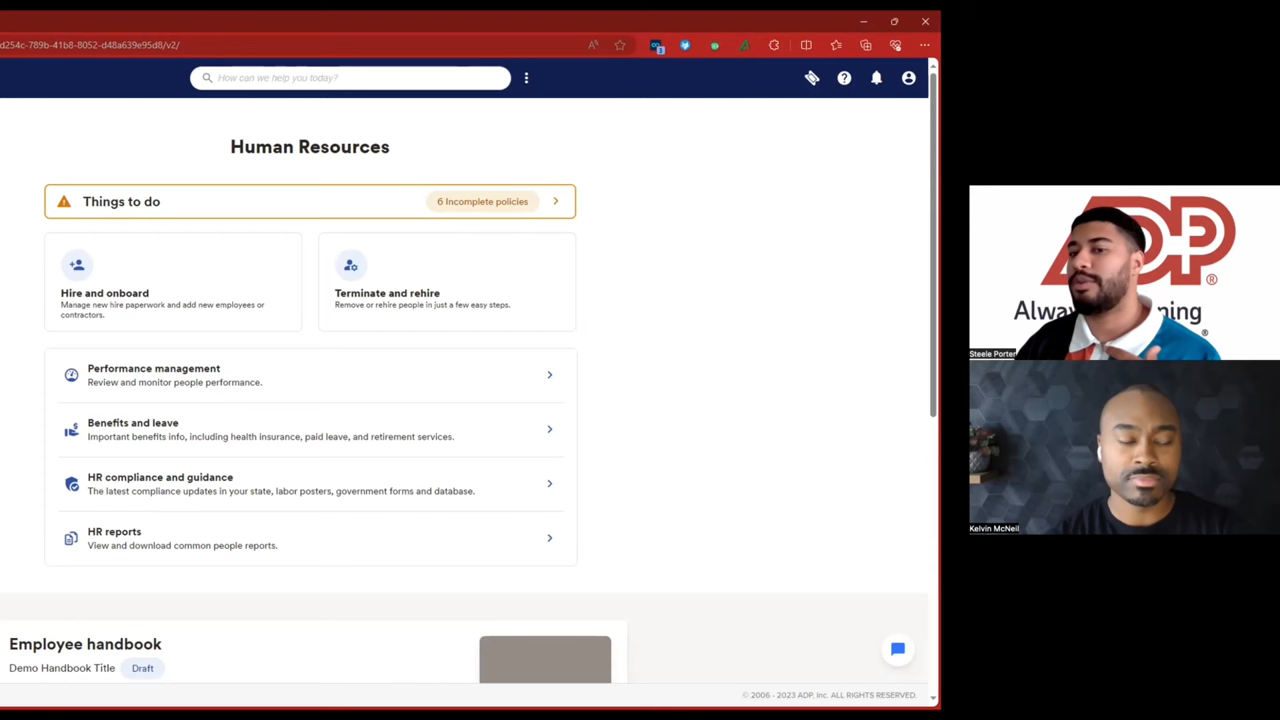 d254c-789b-41b8-8052-d48a639e95d8/v2/
How can we help you today?
Human Resources
Things to do
6 Incomplete policies
Hire and onboard
Manage new hire paperwork and add new employees or
contractors.
Terminate and rehire
Remove or rehire people in just a few easy steps.
Performance management
Review and monitor people performance.
Benefits and leave
Important benefits info, including health insurance, paid leave, and retirement services.
HR compliance and guidance
The latest compliance updates in your state, labor posters, government forms and database.
HR reports
View and download common people reports.
Employee handbook
Demo Handbook Title
Draft
© 2006 - 2023 ADP, Inc. ALL RIGHTS RESERVED.
ADP®
Steele Porter
Kelvin McNeil